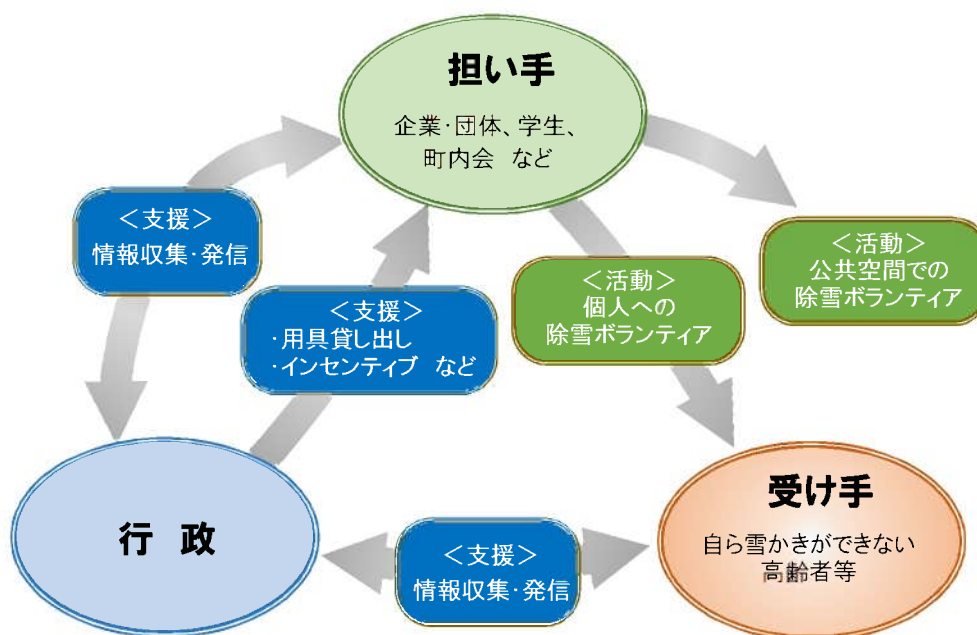 担い手
企業・団体、学生、
町内会 など
<支援>
情報収集・発信
<支援>
・用具貸し出し
・インセンティブ など
<活動>
個人への
除雪ボランティア
<活動>
公共空間での
除雪ボランティア
行 政
<支援>
情報収集・発信
受け手
自ら雪かきができない
高齢者等